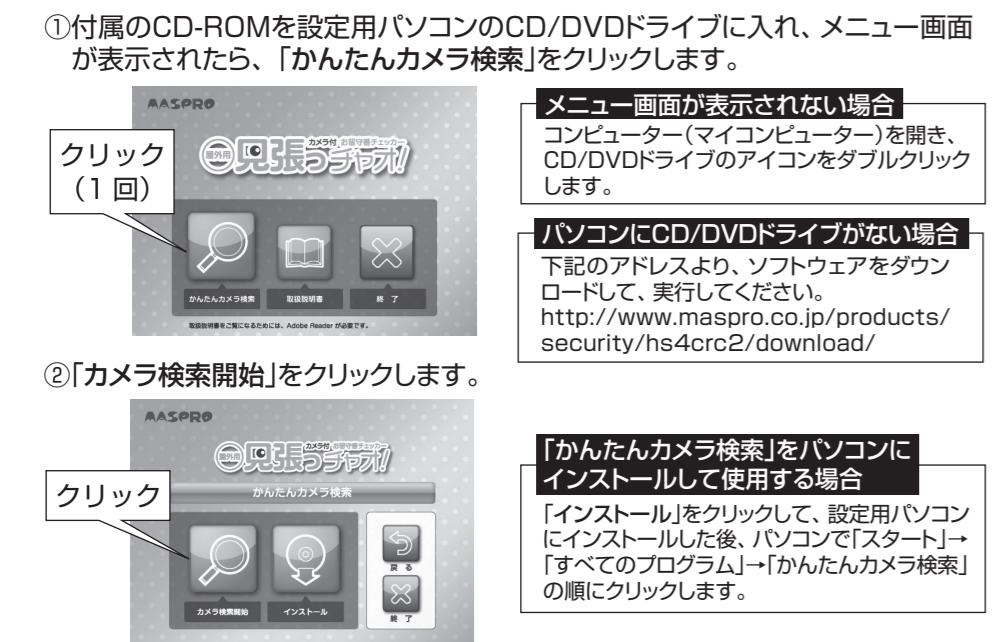 ①付属のCD-ROMを設定用パソコンのCD/DVDドライブに入れ、メニュー画面
が表示されたら、「かんたんカメラ検索」をクリックします。
MASPRO
カメラ付 お留守番チェッカー
屋外用 見張っチャオ!
クリック
(1 回)
かんたんカメラ検索
取扱説明書
終 了
取扱説明書をご覧になるためには、Adobe Reader が必要です。
メニュー画面が表示されない場合
コンピューター(マイコンピューター)を開き、
CD/DVDドライブのアイコンをダブルクリック
します。
パソコンにCD/DVDドライブがない場合
下記のアドレスより、ソフトウェアをダウン
ロードして、実行してください。
http://www.maspro.co.jp/products/
security/hs4crc2/download/
②「カメラ検索開始」をクリックします。
MASPRO
カメラ付 お留守番チェッカー
屋外用 見張っチャオ!
かんたんカメラ検索
クリック
カメラ検索開始
インストール
戻 る
終 了
「かんたんカメラ検索」をパソコンに
インストールして使用する場合
「インストール」をクリックして、設定用パソコン
にインストールした後、パソコンで「スタート」→
「すべてのプログラム」→「かんたんカメラ検索」
の順にクリックします。